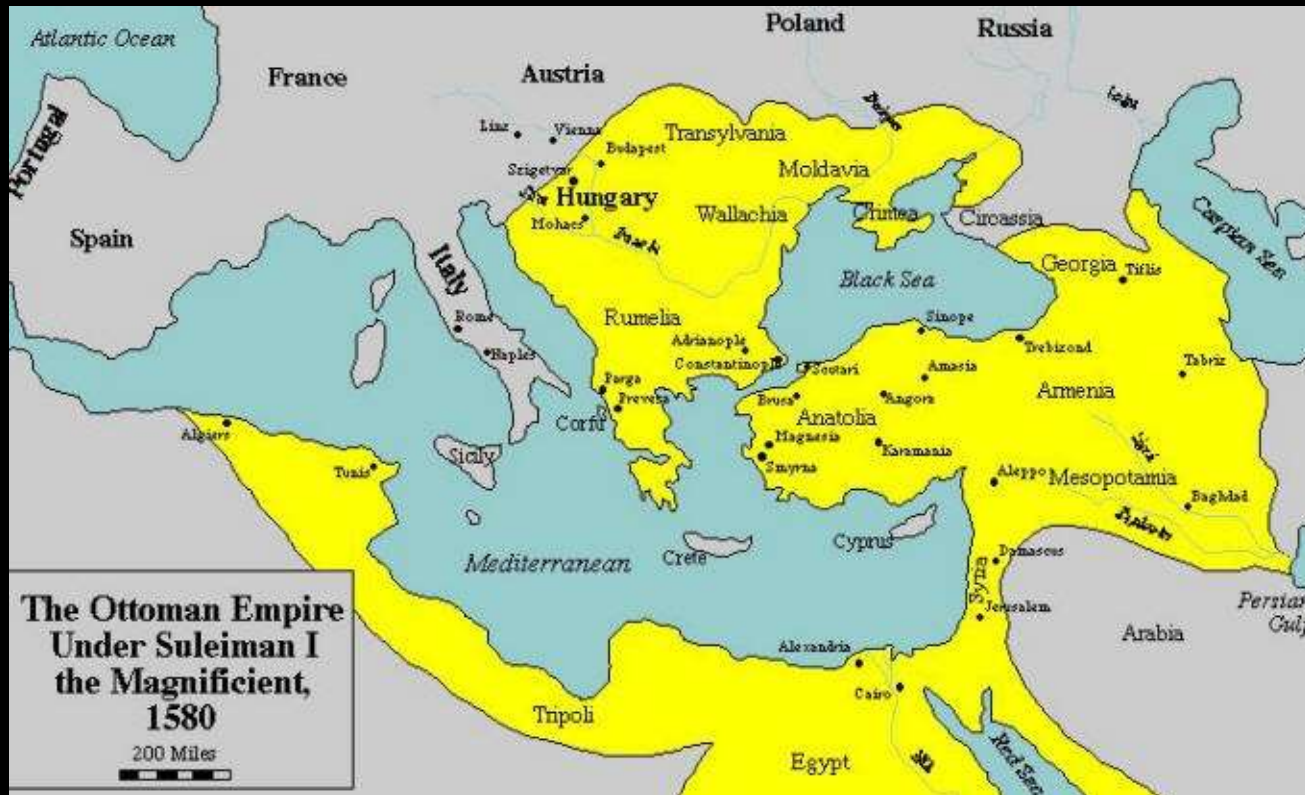 Atlantic Ocean
Poland
Russia
France
Austria
Portugal
Linz
Vienna
Transylvania
Budapest
Moldavia
Szigetvar
Hungary
Wallachia
Crimea
Circassia
Caspian Sea
Spain
Mohacs
Italy
Georgia
Tiflis
Black Sea
Rumelia
Rome
Sinope
Adrianople
Naples
Constantinople
Scutari
Trebizond
Tabriz
Amasia
Parga
Brusa
Angora
Armenia
Prevesa
Corfu
Anatolia
Algiers
Magnesia
Karamania
Sicily
Smyrna
Tunis
Aleppo
Mesopotamia
Baghdad
Mediterranean
Crete
Cyprus
Damascus
Syria
Jerusalem
Persian
Gulf
Arabia
The Ottoman Empire
Under Suleiman I
the Magnificient,
1580
200 Miles
Alexandria
Cairo
Tripoli
Egypt
Red Sea